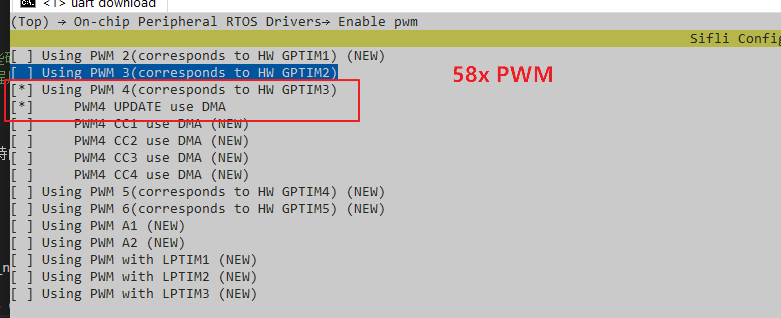 <1> uart download
(Top) → On-chip Peripheral RTOS Drivers→ Enable pwm
Sifli Config
[ ] Using PWM 2(corresponds to HW GPTIM1) (NEW)
[ ] Using PWM 3(corresponds to HW GPTIM2)
58x PWM
[*] Using PWM 4(corresponds to HW GPTIM3)
[*] PWM4 UPDATE use DMA
[ ] PWM4 CC1 use DMA (NEW)
[ ] PWM4 CC2 use DMA (NEW)
[ ] PWM4 CC3 use DMA (NEW)
[ ] PWM4 CC4 use DMA (NEW)
[ ] Using PWM 5(corresponds to HW GPTIM4) (NEW)
[ ] Using PWM 6(corresponds to HW GPTIM5) (NEW)
[ ] Using PWM A1 (NEW)
[ ] Using PWM A2 (NEW)
[ ] Using PWM with LPTIM1 (NEW)
[ ] Using PWM with LPTIM2 (NEW)
[ ] Using PWM with LPTIM3 (NEW)